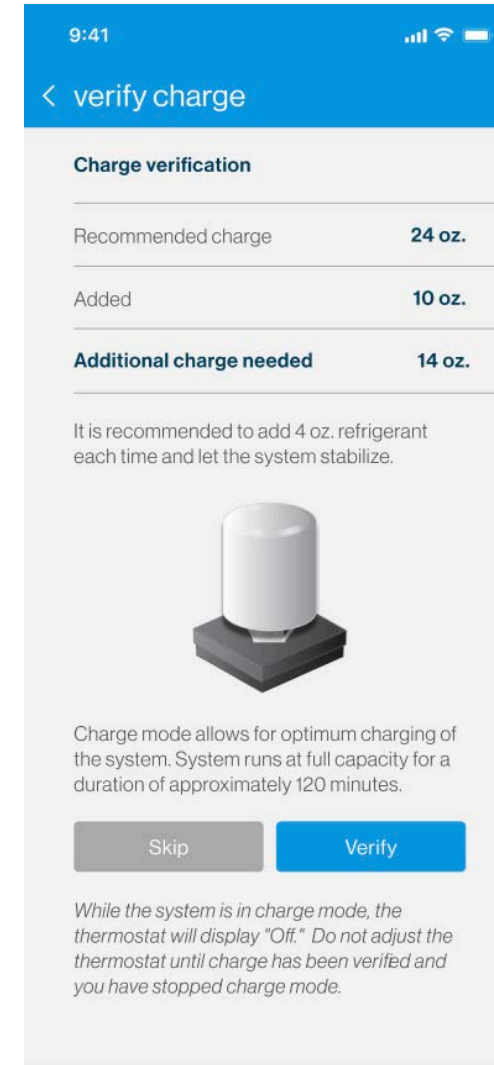 9:41
verify charge
Charge verification
Recommended charge 24 oz.
Added 10 oz.
Additional charge needed 14 oz.
It is recommended to add 4 oz. refrigerant
each time and let the system stabilize.
Charge mode allows for optimum charging of
the system. System runs at full capacity for a
duration of approximately 120 minutes.
Skip Verify
While the system is in charge mode, the
thermostat will display "Off." Do not adjust the
thermostat until charge has been verified and
you have stopped charge mode.